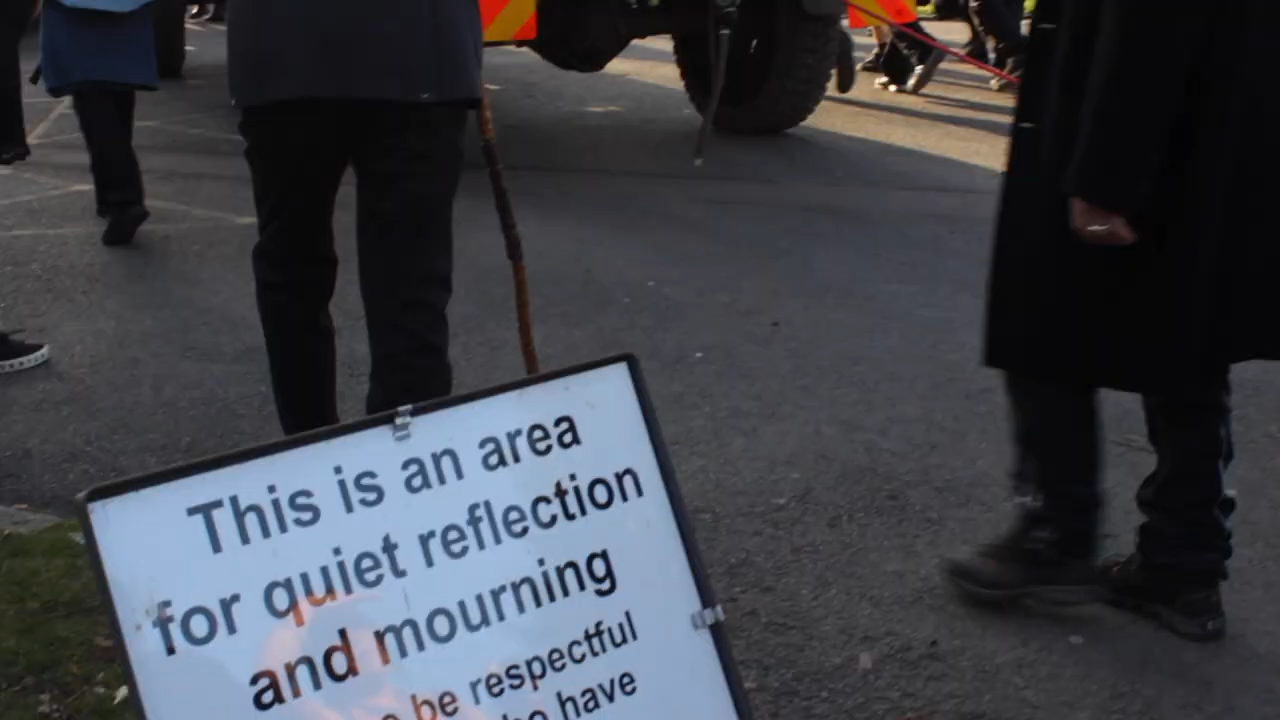 This is an area
for quiet reflection
and mourning
be respectful
have